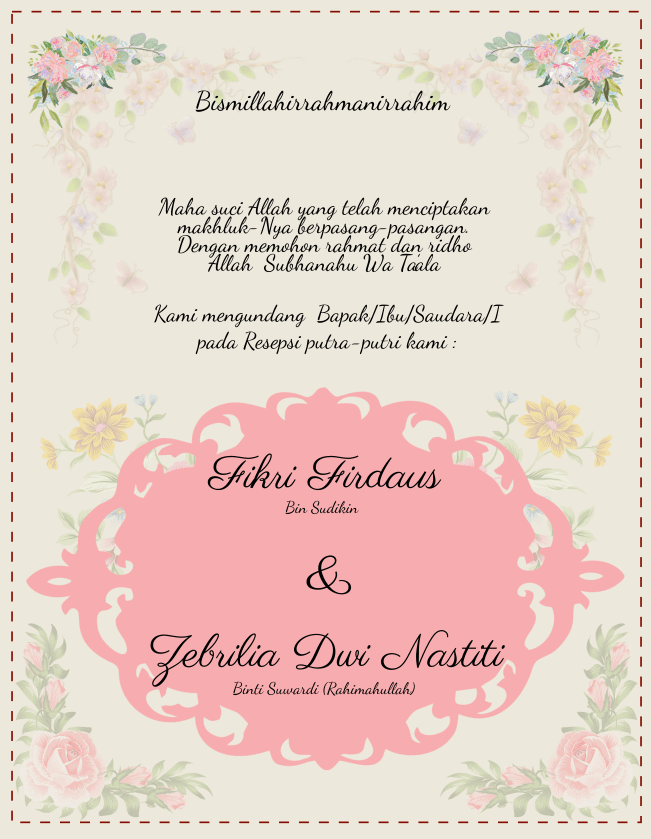 Bismillahirrahmanirrahim
Maha suci Allah yang telah menciptakan
makhluk-Nya berpasang-pasangan.
Dengan memohon rahmat dan ridho
Allah Subhanahu Wa Ta'ala
Kami mengundang Bapak/Ibu/Saudara/I
pada Resepsi putra-putri kami :
Fikri Firdaus
Bin Sudikin
&
Zebrilia Dwi Nastiti
Binti Suwardi (Rahimahullah)